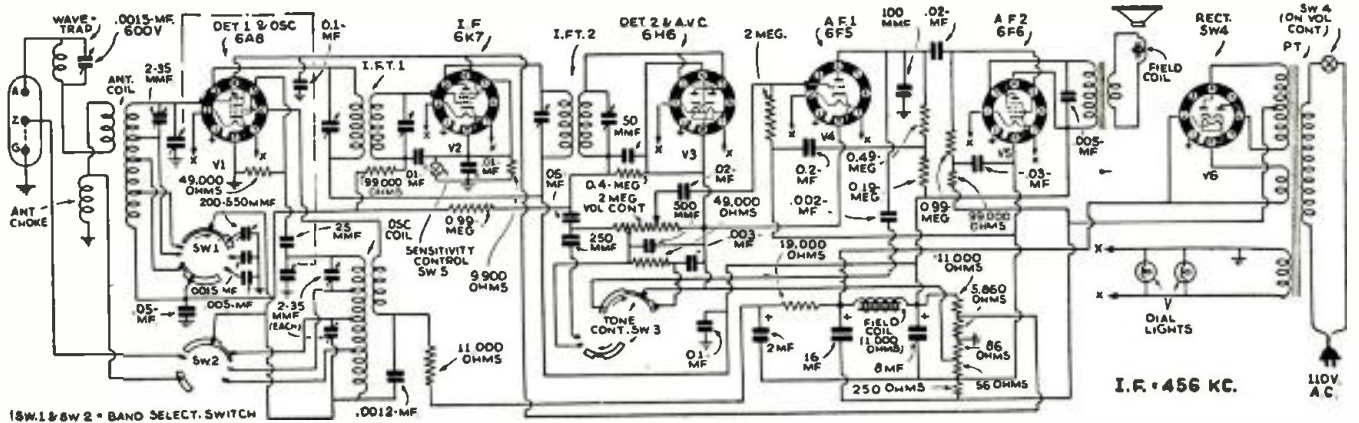 WAVE-
TRAP
.0015-MF
600V
DET 1 & OSC
6A8
0.1-
MF
I.F.
6K7
I.F.T.2
DET. 2 & A.V.C
6H6
2 MEG.
A F.1
6F5
100
MMF
.02-MF
A F 2
6F6
FIELD
COIL
RECT.
5W4
SW 4
(ON VOL
CONT)
P T
A
Z
G
ANT.
COIL
2-35
MMF
I.F.T. 1
V1
49,000
OHMS
200-550 MMF
ANT
CHOKE
99,000
OHMS
.01-
MF
V2
.01-
MF
50
MMF
V3
.02-
MF
.05
MF
0.4-MEG
2 MEG
VOL CONT
500
MMF
49,000
OHMS
V4
0.2-
MF
.002-
MF
0.49-
MEG
0.19-
MEG
0.99-
MEG
V5
.03-
MF
99,000
OHMS
.005-
MF
V6
SW1
25
MMF
OSC
COIL
0.99
MEG
SENSITIVITY
CONTROL
SW 5
9,900
OHMS
250
MMF
.003
MF
19,000
OHMS
11,000
OHMS
5,860
OHMS
.0015 MF
.005-MF
.05-
MF
2-35
MMF
(EACH)
SW2
11,000
OHMS
.0012-MF
TONE
CONT. SW 3
0.1-
MF
2 MF
16
MF
FIELD
COIL
(1,000
OHMS)
8 MF
86
OHMS
56 OHMS
250 OHMS
X
X
DIAL
LIGHTS
I.F. = 456 KC.
110V.
A.C.
(SW.1 & SW 2 = BAND SELECT. SWITCH